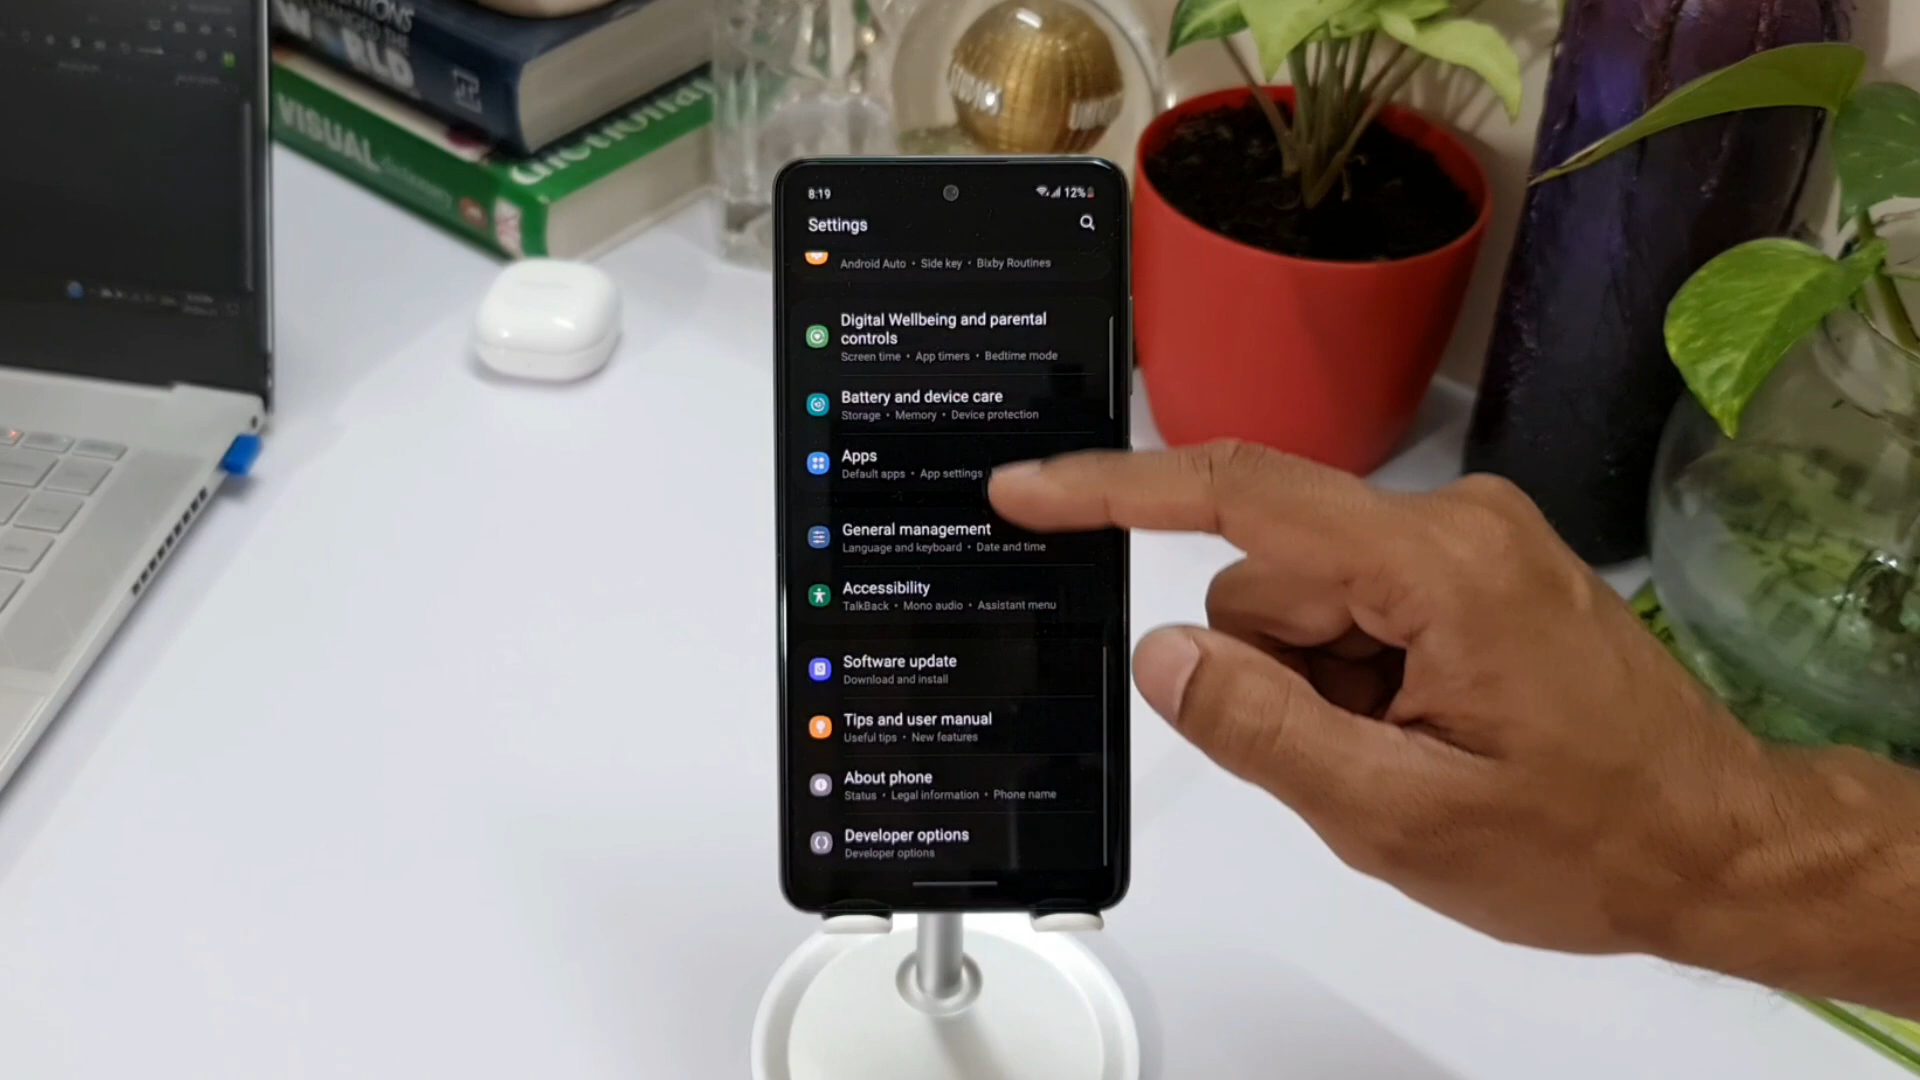 WORLD
VISUAL
dictionary
8:19
12%
Settings
Android Auto • Side key • Bixby Routines
Digital Wellbeing and parental
controls
Screen time • App timers • Bedtime mode
Battery and device care
Storage • Memory • Device protection
Apps
Default apps • App settings
General management
Language and keyboard • Date and time
Accessibility
TalkBack • Mono audio • Assistant menu
Software update
Download and install
Tips and user manual
Useful tips • New features
About phone
Status • Legal information • Phone name
Developer options
Developer options